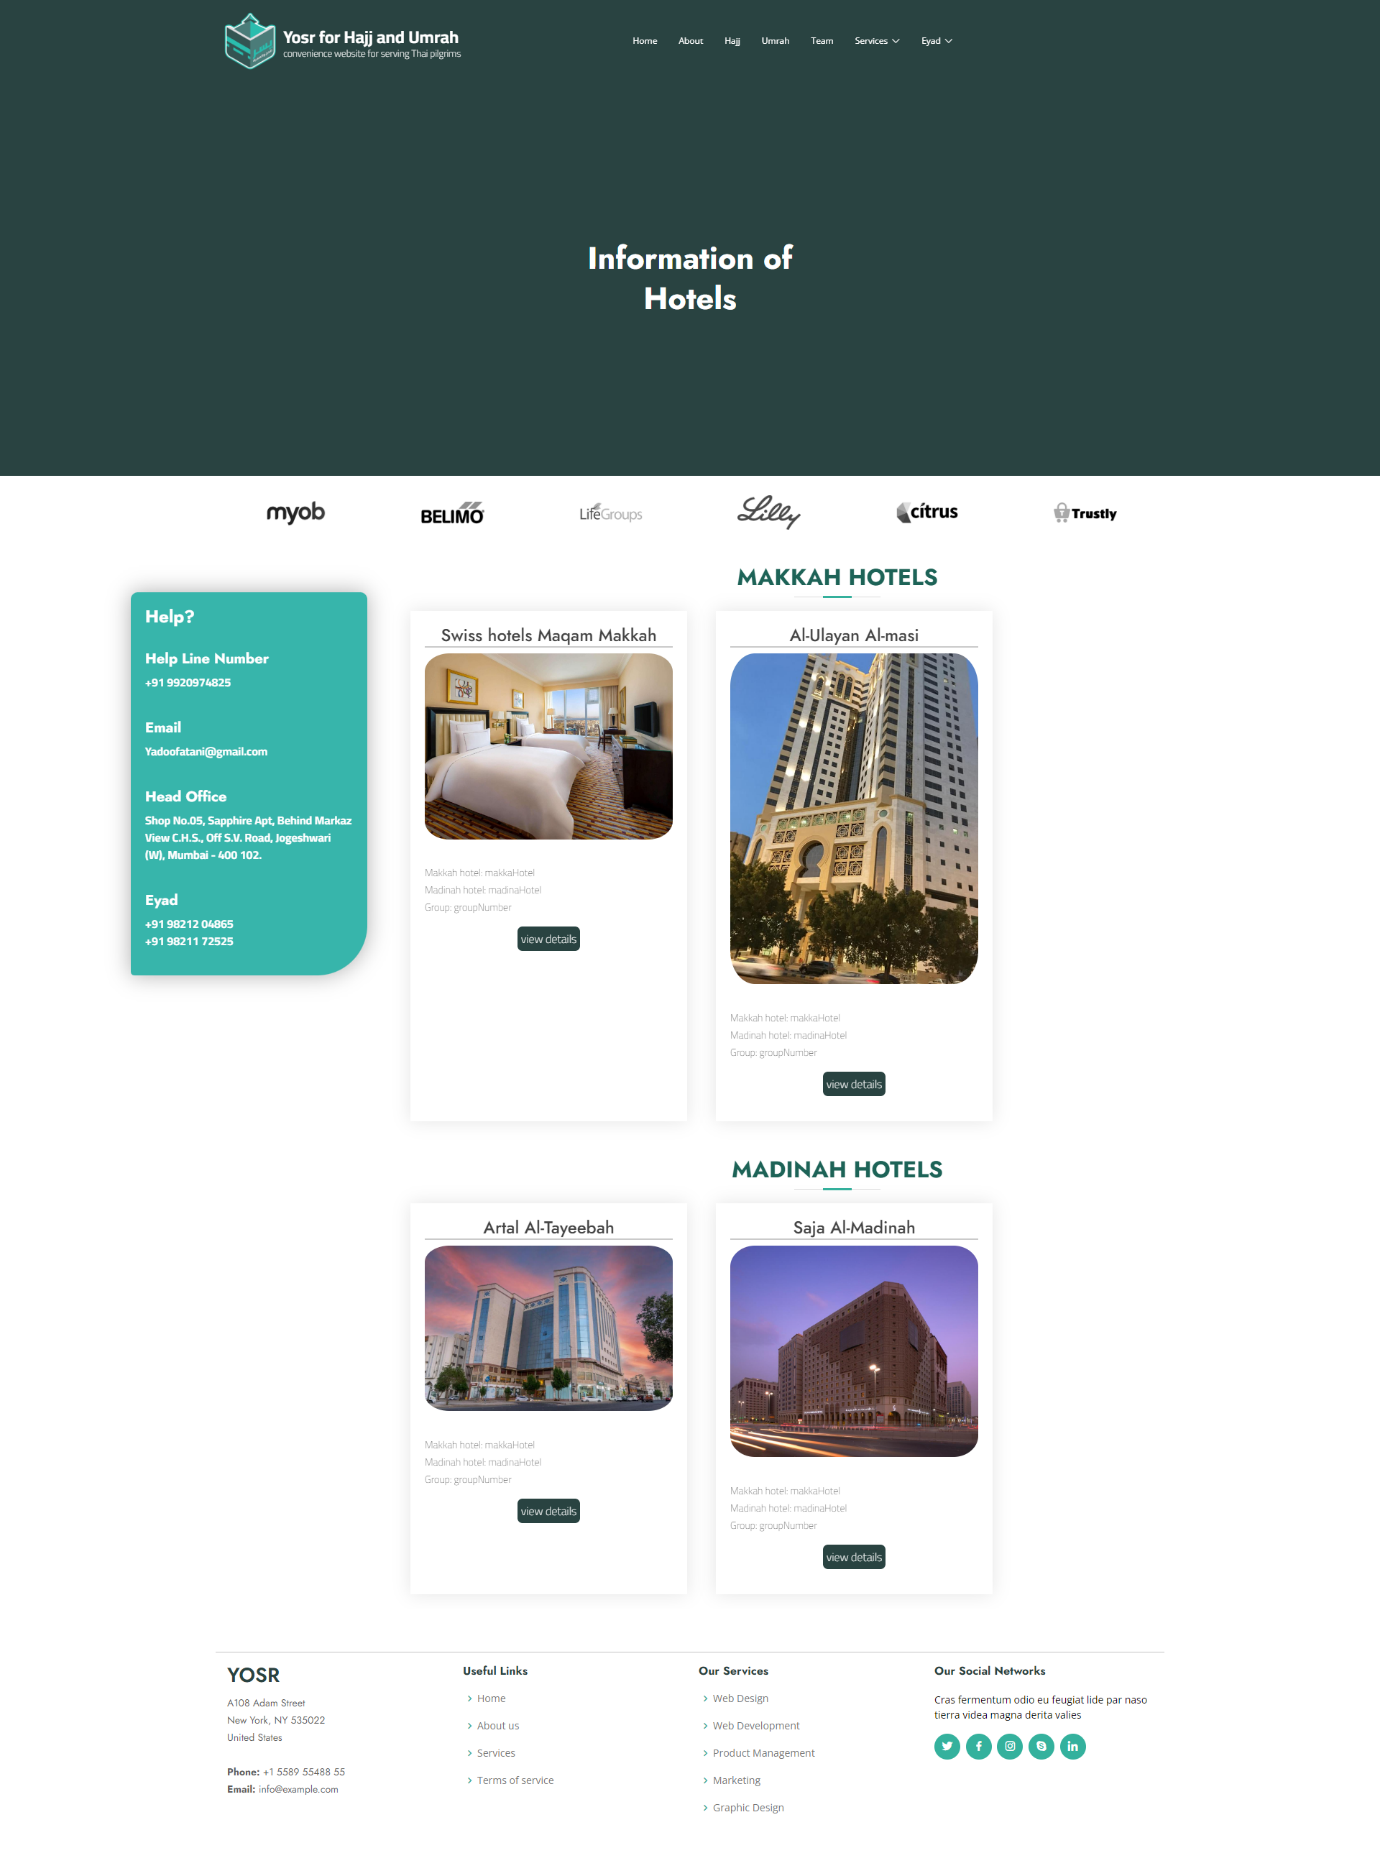 Yosr for Hajj and Umrah
convenience website for serving Thai pilgrims
Home About Hajj Umrah Team Services Eyad
Information of
Hotels
myob BELIMO LifeGroups Lilly citrus Trustly
Help?
Help Line Number
+91 9920974825
Email
Yadoofatani@gmail.com
Head Office
Shop No.05, Sapphire Apt, Behind Markaz
View C.H.S., Off S.V. Road, Jogeshwari
(W), Mumbai - 400 102.
Eyad
+91 98212 04865
+91 98211 72525
MAKKAH HOTELS
Swiss hotels Maqam Makkah
Makkah hotel: makkaHotel
Madinah hotel: madinaHotel
Group: groupNumber
view details
Al-Ulayan Al-masi
Makkah hotel: makkaHotel
Madinah hotel: madinaHotel
Group: groupNumber
view details
MADINAH HOTELS
Artal Al-Tayeebah
Makkah hotel: makkaHotel
Madinah hotel: madinaHotel
Group: groupNumber
view details
Saja Al-Madinah
Makkah hotel: makkaHotel
Madinah hotel: madinaHotel
Group: groupNumber
view details
YOSR
A108 Adam Street
New York, NY 535022
United States
Phone: +1 5589 55488 55
Email: info@example.com
Useful Links
Home
About us
Services
Terms of service
Our Services
Web Design
Web Development
Product Management
Marketing
Graphic Design
Our Social Networks
Cras fermentum odio eu feugiat lide par naso
tierra videa magna derita valies